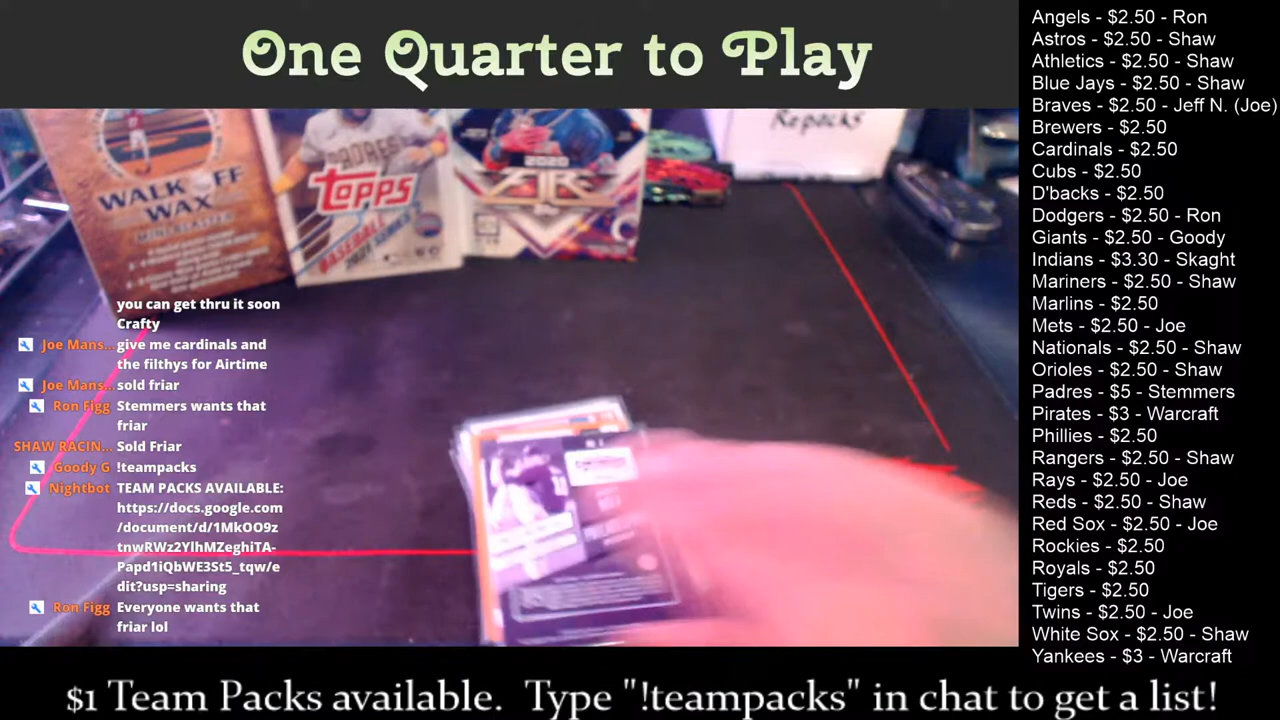 One Quarter to Play
Repacks
WALK OFF
WAX
PADRES
topps
BASEBALL
2020
FIRE
you can get thru it soon
Crafty
Joe Mans... give me cardinals and
the filthys for Airtime
Joe Mans... sold friar
Ron Figg Stemmers wants that
friar
SHAW RACIN... Sold Friar
Goody G !teampacks
Nightbot TEAM PACKS AVAILABLE:
https://docs.google.com
/document/d/1MkOO9z
tnwRWz2YlhMZeghiTA-
Papd1iQbWE3St5_tqw/e
dit?usp=sharing
Ron Figg Everyone wants that
friar lol
Angels - $2.50 - Ron
Astros - $2.50 - Shaw
Athletics - $2.50 - Shaw
Blue Jays - $2.50 - Shaw
Braves - $2.50 - Jeff N. (Joe)
Brewers - $2.50
Cardinals - $2.50
Cubs - $2.50
D'backs - $2.50
Dodgers - $2.50 - Ron
Giants - $2.50 - Goody
Indians - $3.30 - Skaght
Mariners - $2.50 - Shaw
Marlins - $2.50
Mets - $2.50 - Joe
Nationals - $2.50 - Shaw
Orioles - $2.50 - Shaw
Padres - $5 - Stemmers
Pirates - $3 - Warcraft
Phillies - $2.50
Rangers - $2.50 - Shaw
Rays - $2.50 - Joe
Reds - $2.50 - Shaw
Red Sox - $2.50 - Joe
Rockies - $2.50
Royals - $2.50
Tigers - $2.50
Twins - $2.50 - Joe
White Sox - $2.50 - Shaw
Yankees - $3 - Warcraft
$1 Team Packs available. Type "!teampacks" in chat to get a list!